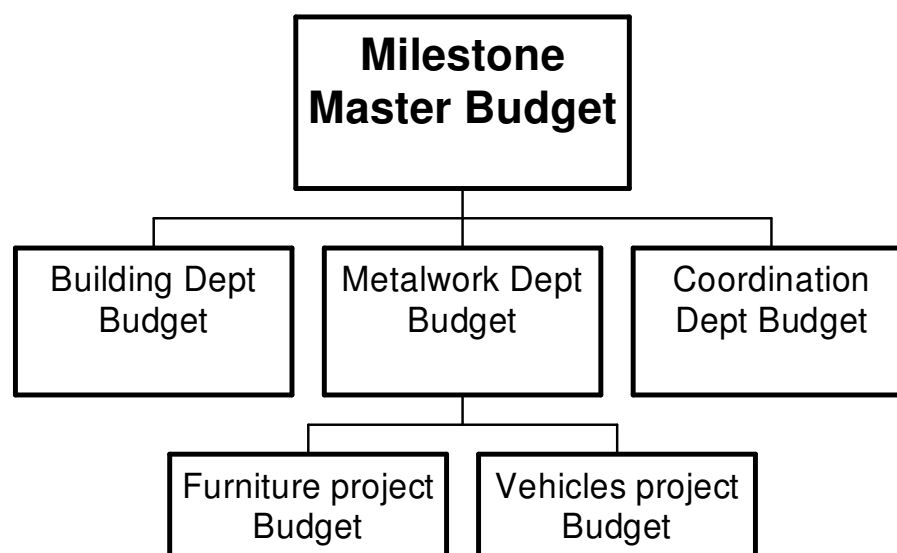 Milestone
Master Budget
Building Dept
Budget
Metalwork Dept
Budget
Coordination
Dept Budget
Furniture project
Budget
Vehicles project
Budget